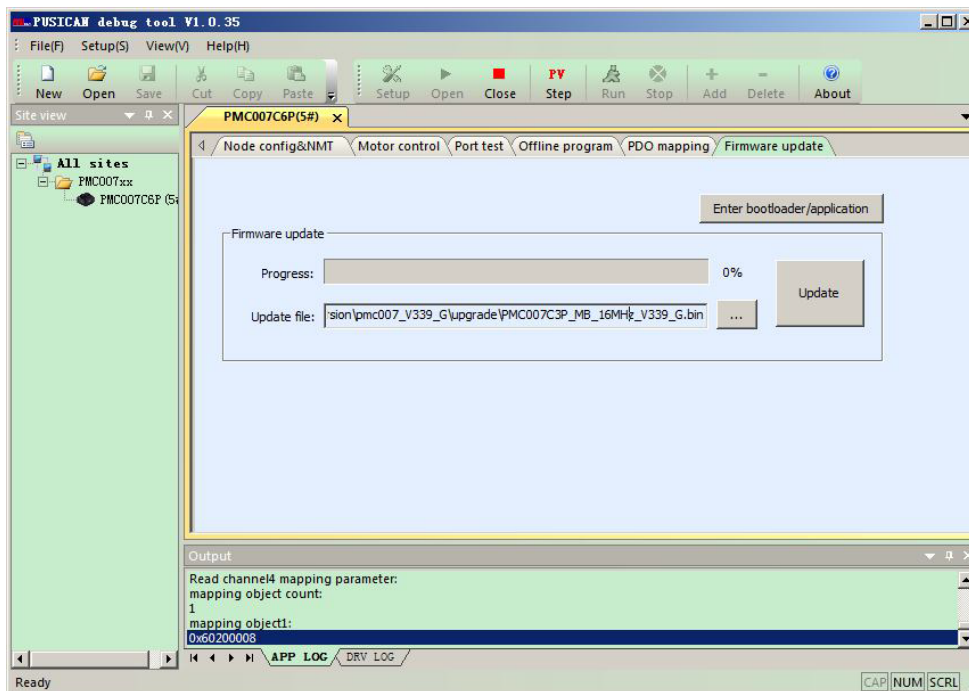 PUSICAN debug tool V1.0.35
File(F) Setup(S) View(V) Help(H)
New Open Save Cut Copy Paste Setup Open Close Step Run Stop Add Delete About
PV
Site view
PMC007C6P(5#)
Node config&NMT Motor control Port test Offline program PDO mapping Firmware update
All sites
PMC007xx
PMC007C6P (5#
Enter bootloader/application
Firmware update
Progress: 0%
Update
Update file: rsion\pmc007_V339_G\upgrade\PMC007C3P_MB_16MHz_V339_G.bin ...
Output
Read channel4 mapping parameter:
mapping object count:
1
mapping object1:
0x60200008
APP LOG DRV LOG
Ready CAP NUM SCRL